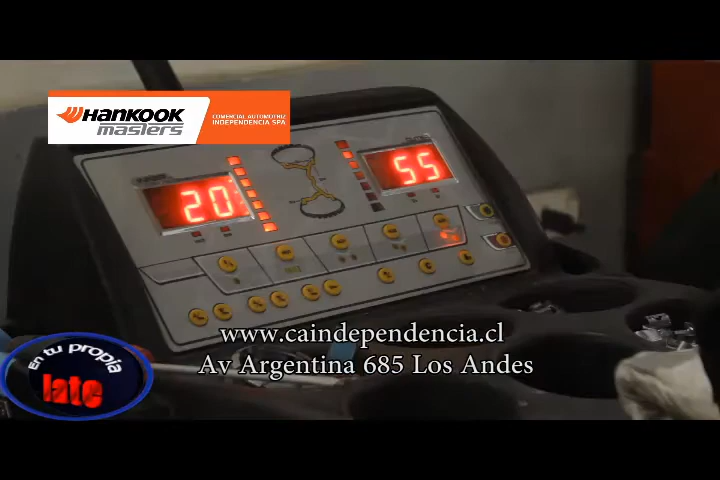 HANKOOK
masters
COMERCIAL AUTOMOTRIZ
INDEPENDENCIA SPA
20
55
www.caindependencia.cl
Av Argentina 685 Los Andes
En tu propia
late